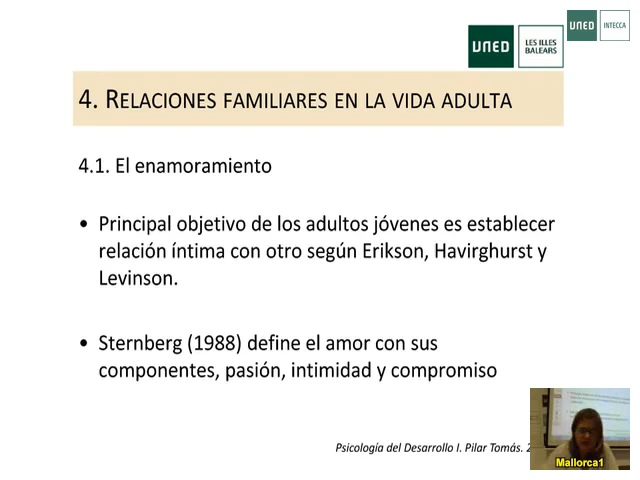 UNED
INTECCA
UNED
LES ILLES
BALEARS
4. RELACIONES FAMILIARES EN LA VIDA ADULTA
4.1. El enamoramiento
• Principal objetivo de los adultos jóvenes es establecer
relación íntima con otro según Erikson, Havirghurst y
Levinson.
• Sternberg (1988) define el amor con sus
componentes, pasión, intimidad y compromiso
Psicología del Desarrollo I. Pilar Tomás.
Mallorca1